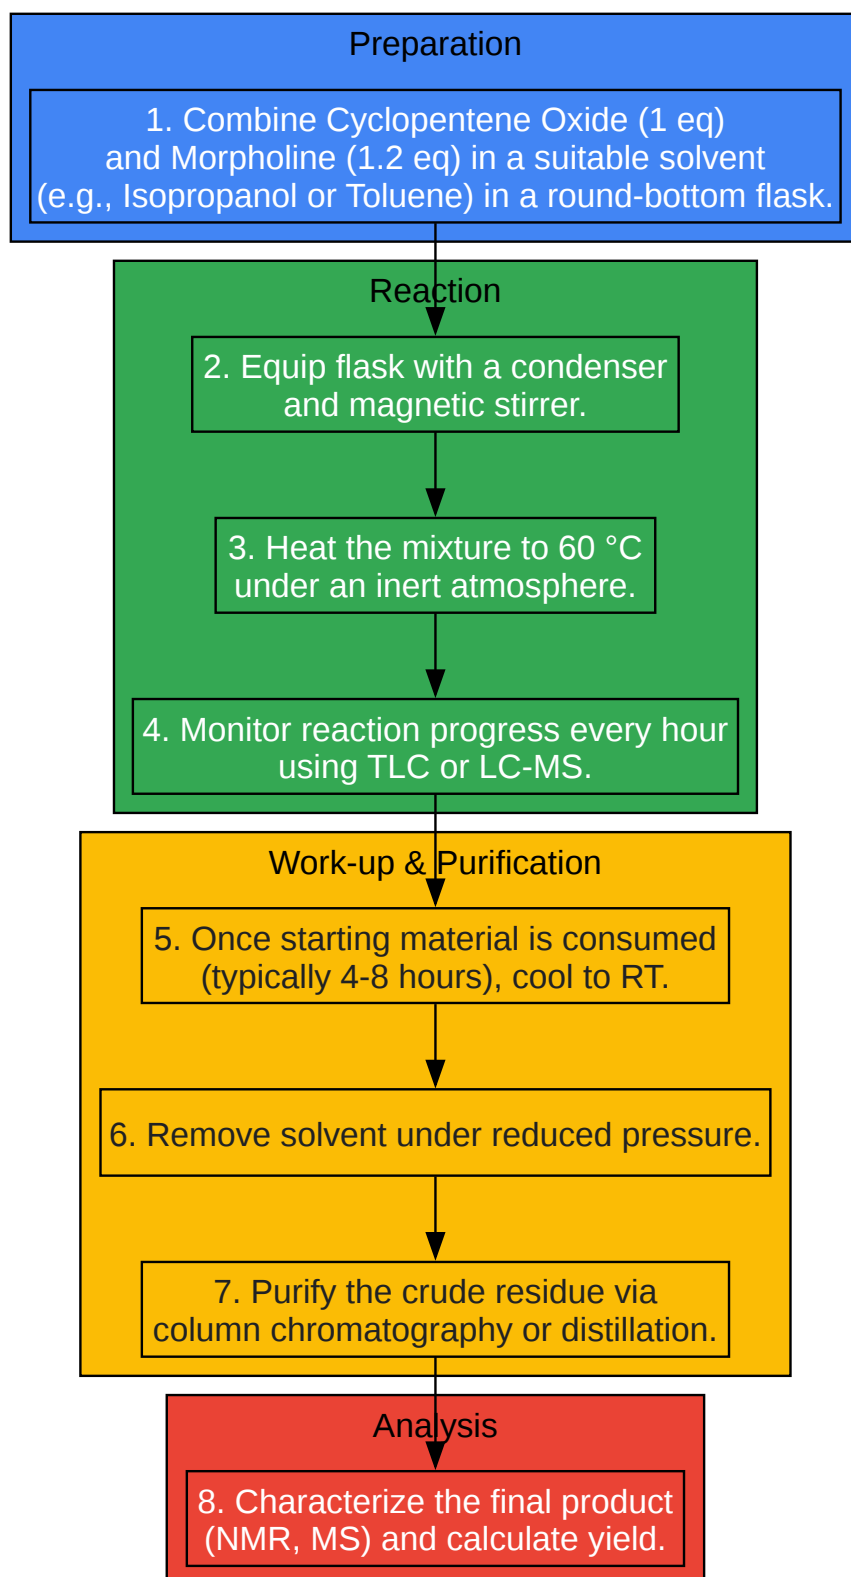 Preparation
1. Combine Cyclopentene Oxide (1 eq)
and Morpholine (1.2 eq) in a suitable solvent
(e.g., Isopropanol or Toluene) in a round-bottom flask.
Reaction
2. Equip flask with a condenser
and magnetic stirrer.
3. Heat the mixture to 60 °C
under an inert atmosphere.
4. Monitor reaction progress every hour
using TLC or LC-MS.
Work-up & Purification
5. Once starting material is consumed
(typically 4-8 hours), cool to RT.
6. Remove solvent under reduced pressure.
7. Purify the crude residue via
column chromatography or distillation.
Analysis
8. Characterize the final product
(NMR, MS) and calculate yield.